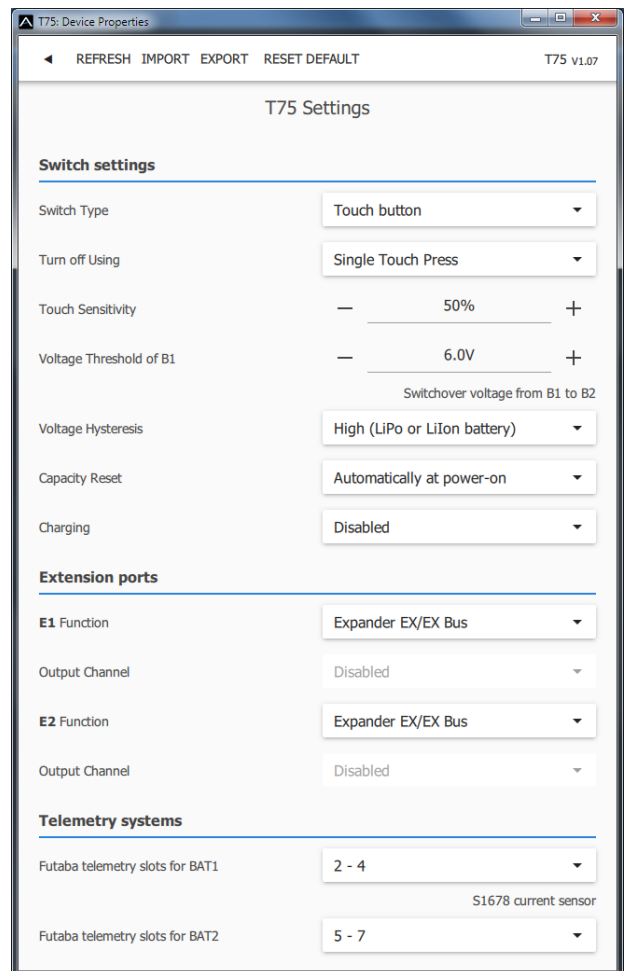 T75: Device Properties
REFRESH IMPORT EXPORT RESET DEFAULT T75 V1.07
T75 Settings
Switch settings
Switch Type Touch button
Turn off Using Single Touch Press
Touch Sensitivity — 50% +
Voltage Threshold of B1 — 6.0V +
Switchover voltage from B1 to B2
Voltage Hysteresis High (LiPo or LiIon battery)
Capacity Reset Automatically at power-on
Charging Disabled
Extension ports
E1 Function Expander EX/EX Bus
Output Channel Disabled
E2 Function Expander EX/EX Bus
Output Channel Disabled
Telemetry systems
Futaba telemetry slots for BAT1 2 - 4
S1678 current sensor
Futaba telemetry slots for BAT2 5 - 7